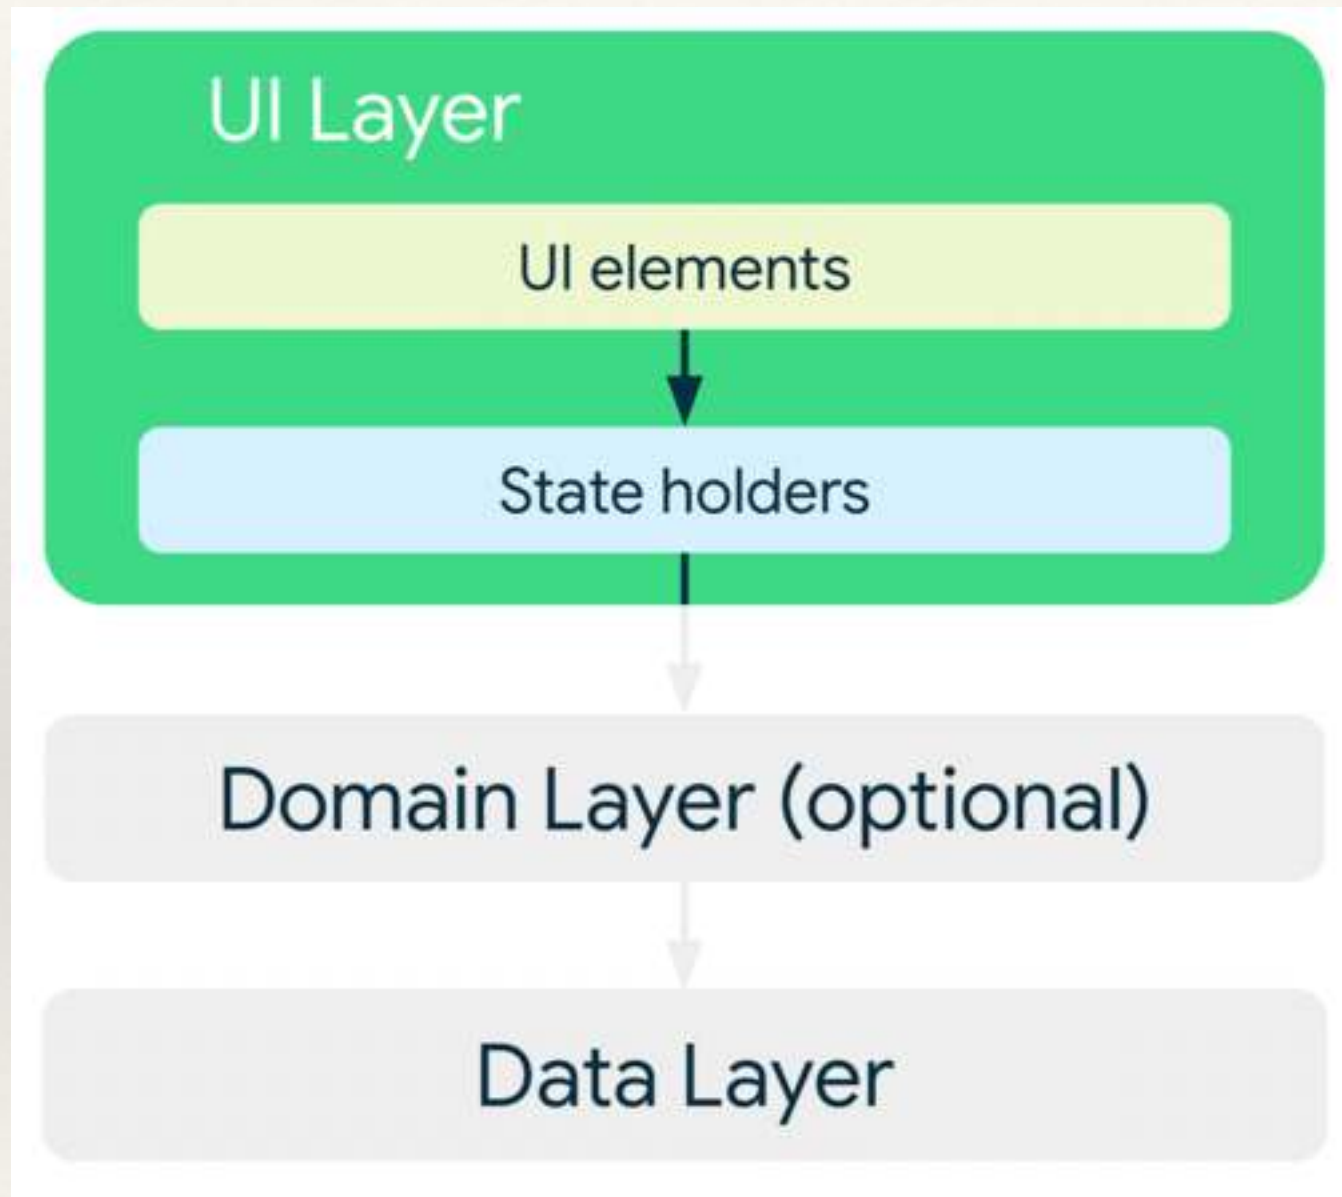 UI Layer
UI elements
State holders
Domain Layer (optional)
Data Layer